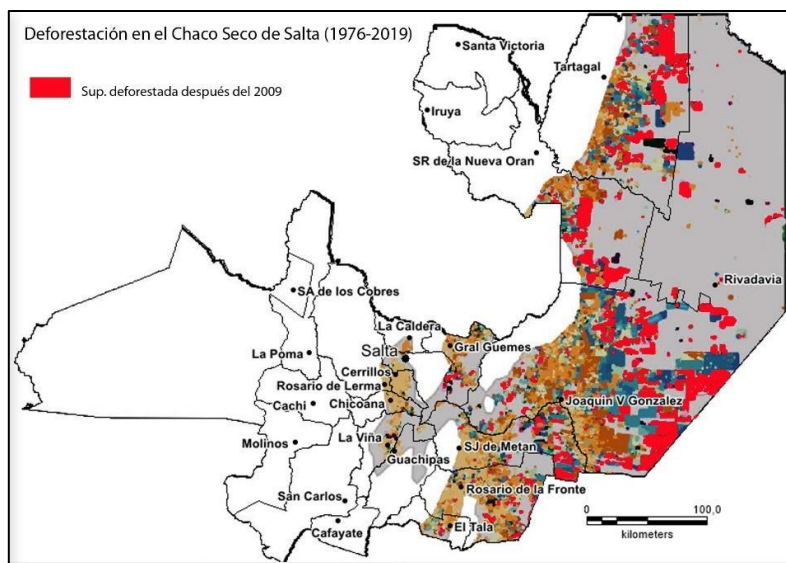 Deforestación en el Chaco Seco de Salta (1976-2019)
Sup. deforestada después del 2009
Santa Victoria
Tartagal
Iruya
SR de la Nueva Oran
Rivadavia
SA de los Cobres
La Caldera
La Poma
Salta
Gral Guemes
Cerrillos
Rosario de Lerma
Cachi
Chicoana
Joaquin V Gonzalez
Molinos
La Viña
SJ de Metan
Guachipas
Rosario de la Fronte
San Carlos
Cafayate
El Tala
0
100,0
kilometers